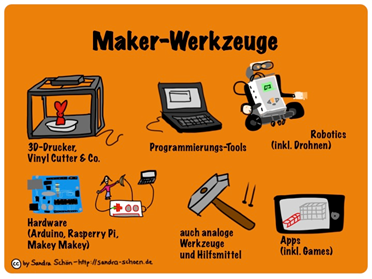 Maker-Werkzeuge
3D-Drucker,
Vinyl Cutter & Co.
Programmierungs-Tools
Robotics
(inkl. Drohnen)
Hardware
(Arduino, Rasperry Pi,
Makey Makey)
auch analoge
Werkzeuge
und Hilfsmittel
Apps
(inkl. Games)
cc by Sandra Schön - http://sandra-schoen.de